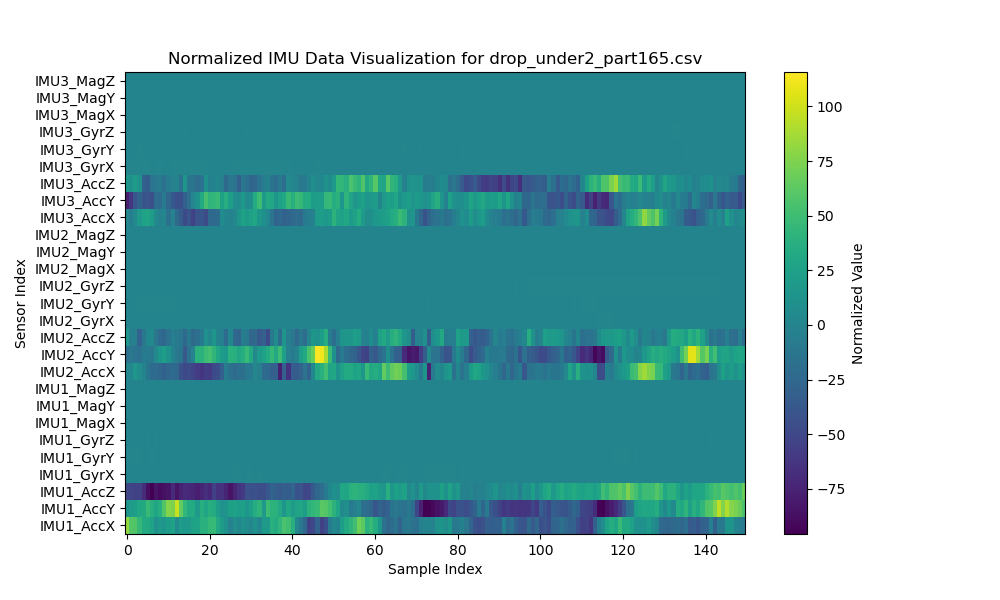 Normalized IMU Data Visualization for drop_under2_part165.csv
Sensor Index
IMU3_MagZ
IMU3_MagY
IMU3_MagX
IMU3_GyrZ
IMU3_GyrY
IMU3_GyrX
IMU3_AccZ
IMU3_AccY
IMU3_AccX
IMU2_MagZ
IMU2_MagY
IMU2_MagX
IMU2_GyrZ
IMU2_GyrY
IMU2_GyrX
IMU2_AccZ
IMU2_AccY
IMU2_AccX
IMU1_MagZ
IMU1_MagY
IMU1_MagX
IMU1_GyrZ
IMU1_GyrY
IMU1_GyrX
IMU1_AccZ
IMU1_AccY
IMU1_AccX
0 20 40 60 80 100 120 140
Sample Index
100
75
50
25
0
−25
−50
−75
Normalized Value